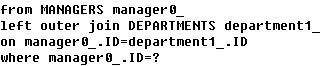 from MANAGERS manager0_
left outer join DEPARTMENTS department1_
on manager0_.ID=department1_.ID
where manager0_.ID=?